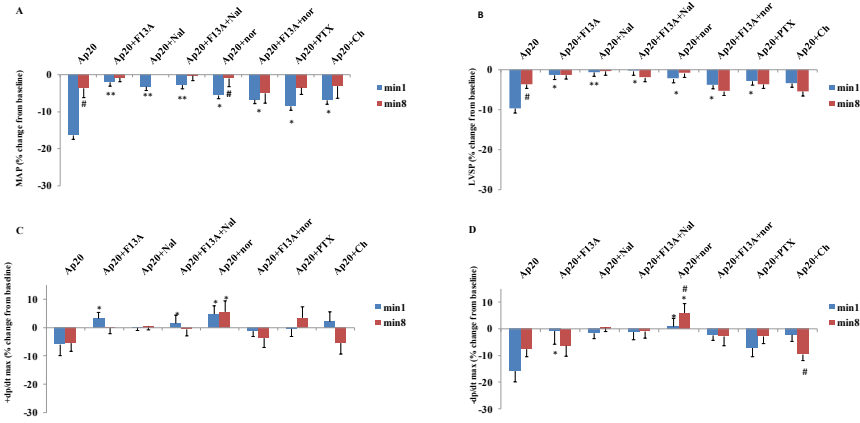 A
Ap20
Ap20+F13A
Ap20+Nal
Ap20+F13A+Nal
Ap20+nor
Ap20+F13A+nor
Ap20+PTX
Ap20+Ch
MAP (% change from baseline)
0
-10
-20
-30
#
**
**
**
*
#
*
*
*
min1
min8
B
Ap20
Ap20+F13A
Ap20+Nal
Ap20+F13A+Nal
Ap20+nor
Ap20+F13A+nor
Ap20+PTX
Ap20+Ch
LVSP (% change from baseline)
0
-10
-20
-30
#
*
**
*
*
*
*
min1
min8
C
Ap20
Ap20+F13A
Ap20+Nal
Ap20+F13A+Nal
Ap20+nor
Ap20+F13A+nor
Ap20+PTX
Ap20+Ch
+dp/dt max (% change from baseline)
10
0
-10
-20
-30
*
*
*
*
min1
min8
D
Ap20
Ap20+F13A
Ap20+Nal
Ap20+F13A+Nal
Ap20+nor
Ap20+F13A+nor
Ap20+PTX
Ap20+Ch
-dp/dt max (% change from baseline)
10
0
-10
-20
-30
*
*
#
*
#
min1
min8